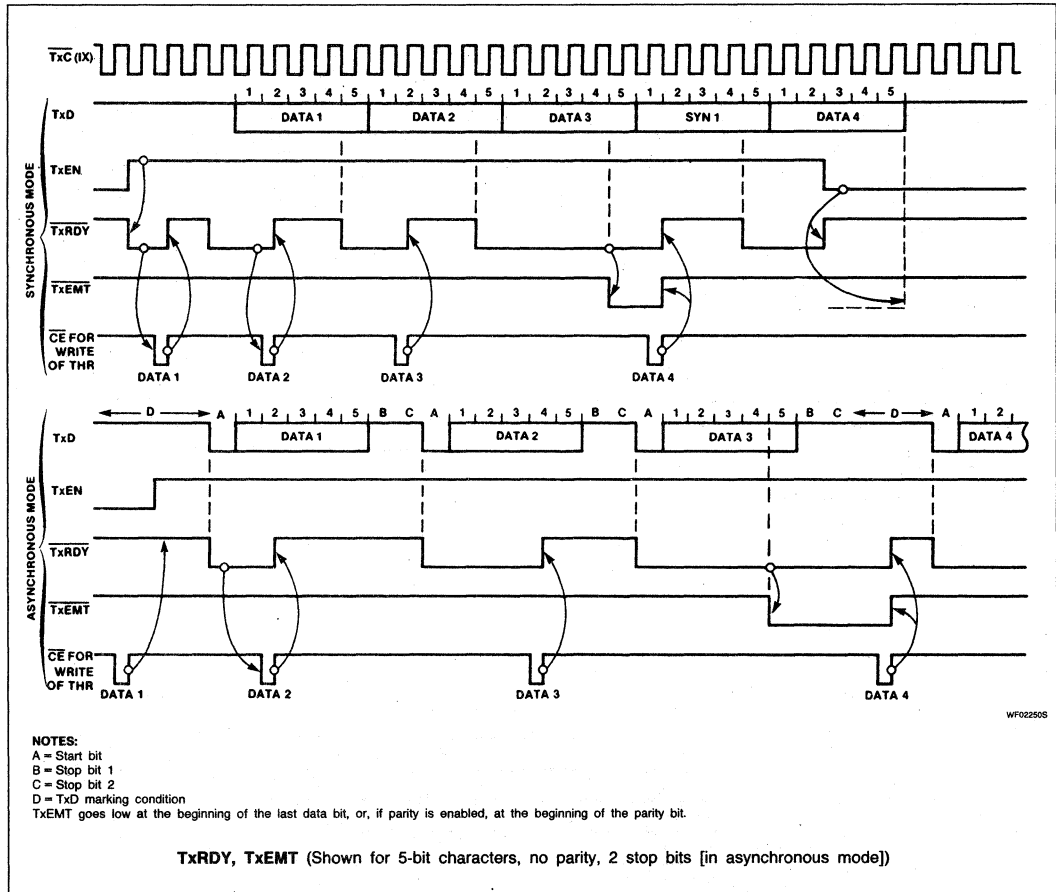 TxC (IX)
1 2 3 4 5 1 2 3 4 5 1 2 3 4 5 1 2 3 4 5 1 2 3 4 5
TxD
DATA 1 DATA 2 DATA 3 SYN 1 DATA 4
TxEN
TxRDY
TxEMT
CE FOR
WRITE
OF THR
DATA 1 DATA 2 DATA 3 DATA 4
SYNCHRONOUS MODE
D A 1 2 3 4 5 B C A 1 2 3 4 5 B C A 1 2 3 4 5 B C D A 1 2
TxD
DATA 1 DATA 2 DATA 3 DATA 4
TxEN
TxRDY
TxEMT
CE FOR
WRITE
OF THR
DATA 1 DATA 2 DATA 3 DATA 4
ASYNCHRONOUS MODE
WF02250S
NOTES:
A = Start bit
B = Stop bit 1
C = Stop bit 2
D = TxD marking condition
TxEMT goes low at the beginning of the last data bit, or, if parity is enabled, at the beginning of the parity bit.
TxRDY, TxEMT (Shown for 5-bit characters, no parity, 2 stop bits [in asynchronous mode])